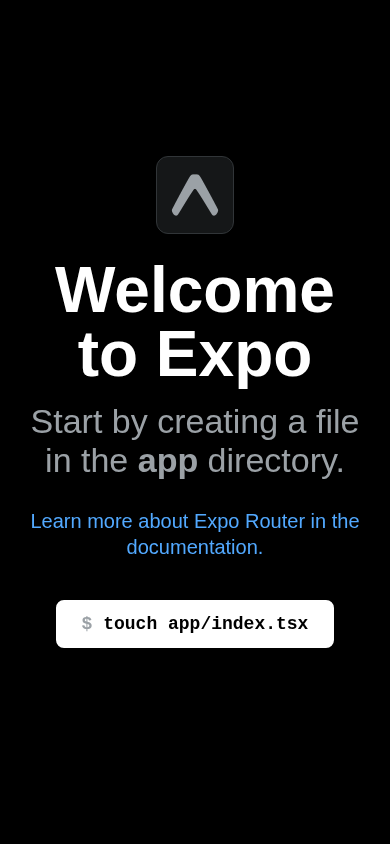 Welcome
to Expo
Start by creating a file
in the app directory.
Learn more about Expo Router in the
documentation.
$ touch app/index.tsx